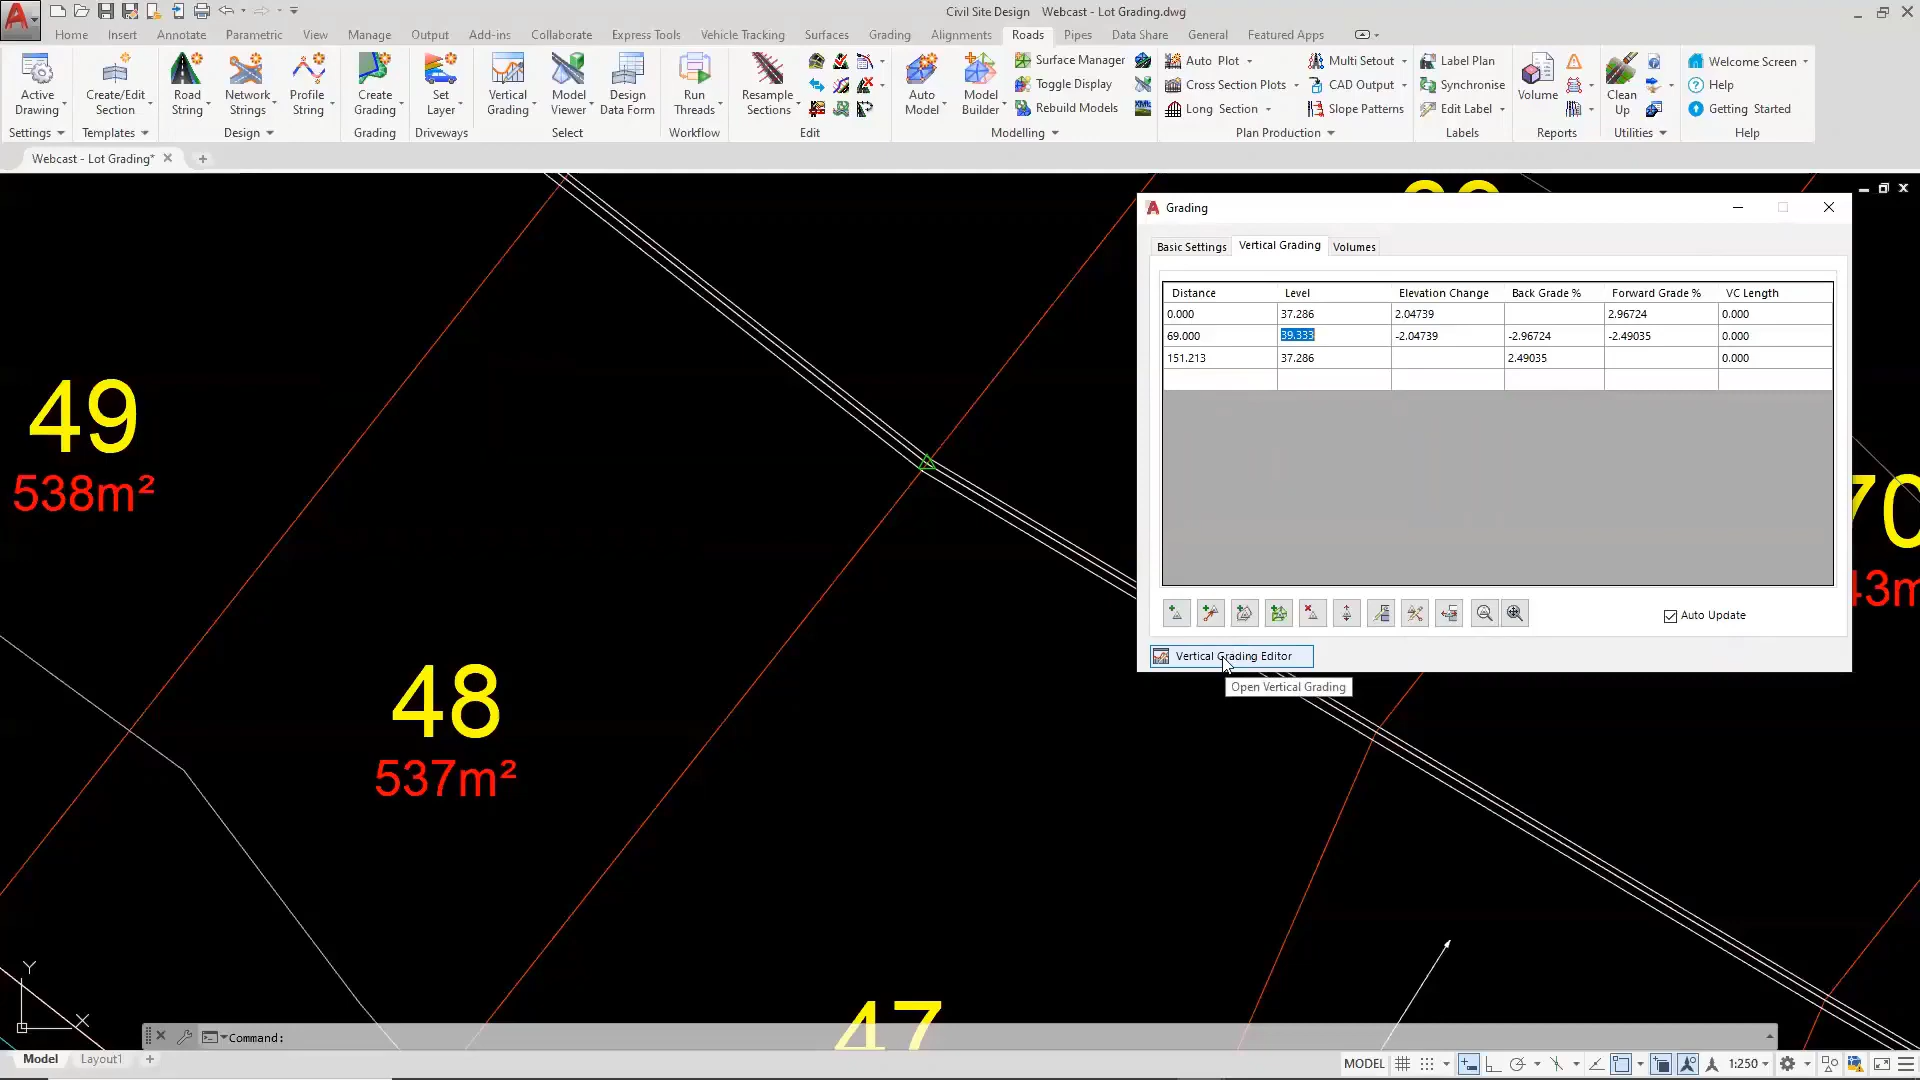 Civil Site Design    Webcast - Lot Grading.dwg
Home Insert Annotate Parametric View Manage Output Add-ins Collaborate Express Tools Vehicle Tracking Surfaces Grading Alignments Roads Pipes Data Share General Featured Apps
Active Drawing
Create/Edit Section
Road String
Network Strings
Profile String
Create Grading
Set Layer
Vertical Grading
Model Viewer
Design Data Form
Run Threads
Resample Sections
Auto Model
Model Builder
Surface Manager
Toggle Display
Rebuild Models
Auto Plot
Cross Section Plots
Long Section
Multi Setout
CAD Output
Slope Patterns
Label Plan
Synchronise
Edit Label
Volume
Clean Up
Welcome Screen
Help
Getting Started
Settings Templates Design Grading Driveways Select Workflow Edit Modelling Plan Production Labels Reports Utilities Help
Webcast - Lot Grading*
Grading
Basic Settings Vertical Grading Volumes
Distance Level Elevation Change Back Grade % Forward Grade % VC Length
0.000 37.286 2.04739 2.96724 0.000
69.000 39.333 -2.04739 -2.96724 -2.49035 0.000
151.213 37.286 2.49035 0.000
Auto Update
Vertical Grading Editor
Open Vertical Grading
49
538m²
48
537m²
47
70
43m
Y
X
Command:
Model Layout1
MODEL 1:250